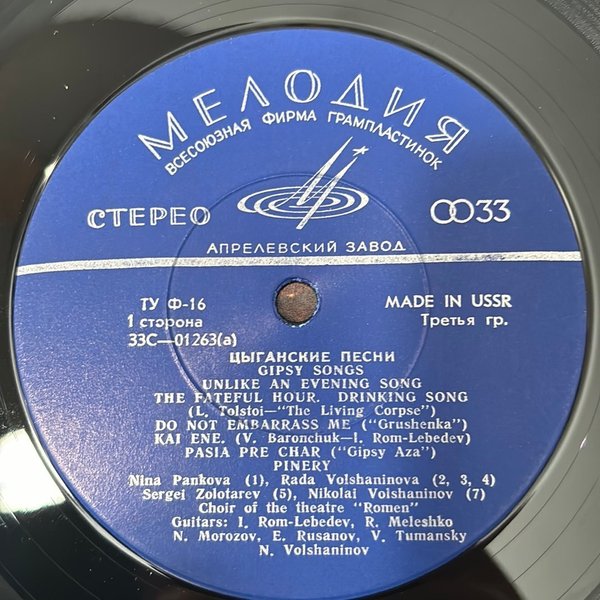 МЕЛОДИЯ
ВСЕСОЮЗНАЯ ФИРМА ГРАМПЛАСТИНОК
СТЕРЕО
33
АПРЕЛЕВСКИЙ ЗАВОД
ТУ Ф-16
MADE IN USSR
1 сторона
Третья гр.
33С—01263(а)
ЦЫГАНСКИЕ ПЕСНИ
GIPSY SONGS
UNLIKE AN EVENING SONG
THE FATEFUL HOUR. DRINKING SONG
(L. Tolstoi—"The Living Corpse")
DO NOT EMBARRASS ME ("Grushenka")
KAI ENE. (V. Baronchuk—I. Rom-Lebedev)
PASIA PRE CHAR ("Gipsy Aza")
PINERY
Nina Pankova (1), Rada Volshaninova (2, 3, 4)
Sergei Zolotarev (5), Nikolai Volshaninov (7)
Choir of the theatre "Romen"
Guitars: I. Rom-Lebedev, R. Meleshko
N. Morozov, E. Rusanov, V. Tumansky
N. Volshaninov